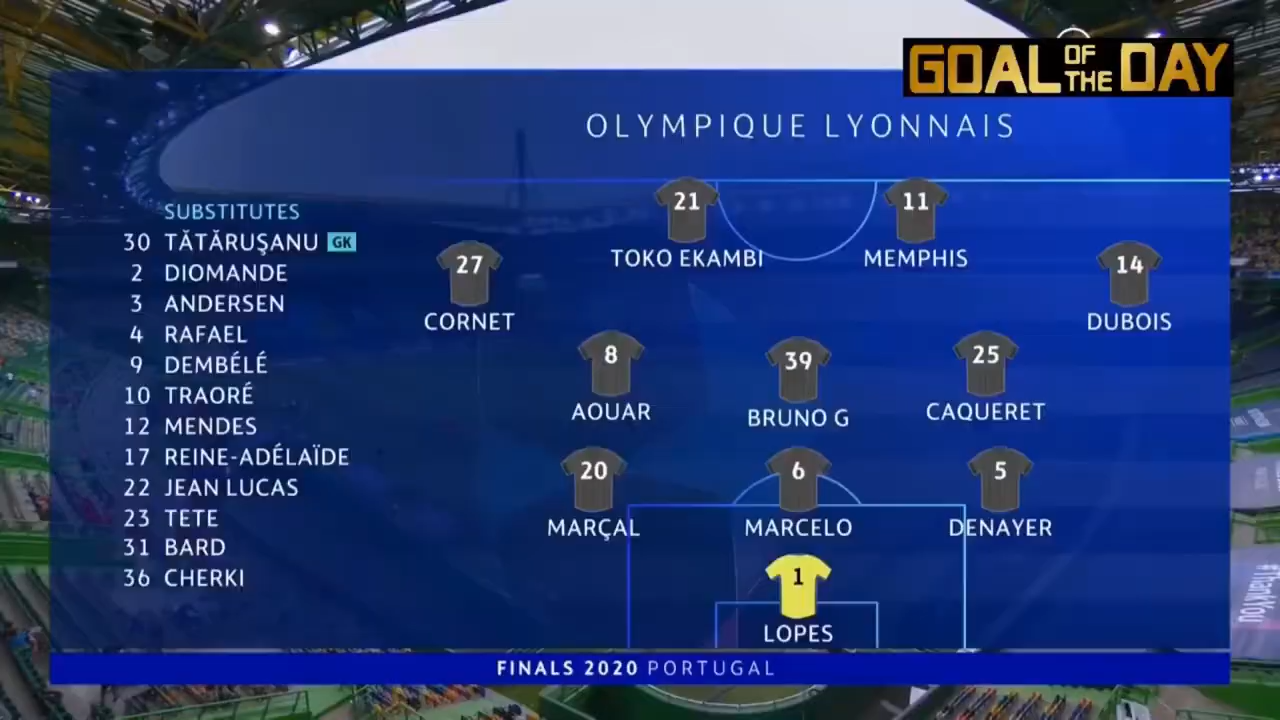 GOAL OF THE DAY
OLYMPIQUE LYONNAIS
SUBSTITUTES
30 TĂTĂRUŞANU GK
2 DIOMANDE
3 ANDERSEN
4 RAFAEL
9 DEMBÉLÉ
10 TRAORÉ
12 MENDES
17 REINE-ADÉLAÏDE
22 JEAN LUCAS
23 TETE
31 BARD
36 CHERKI
21
TOKO EKAMBI
11
MEMPHIS
27
CORNET
14
DUBOIS
8
AOUAR
39
BRUNO G
25
CAQUERET
20
MARÇAL
6
MARCELO
5
DENAYER
1
LOPES
#ThankYou
FINALS 2020 PORTUGAL